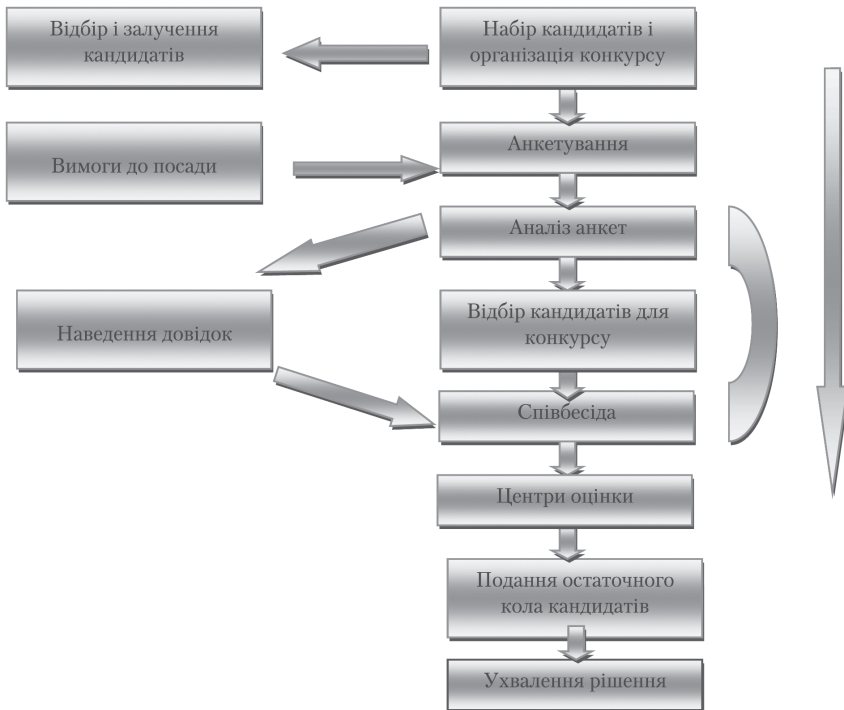 Відбір і залучення
кандидатів
Набір кандидатів і
організація конкурсу
Вимоги до посади
Анкетування
Аналіз анкет
Наведення довідок
Відбір кандидатів для
конкурсу
Співбесіда
Центри оцінки
Подання остаточного
кола кандидатів
Ухвалення рішення